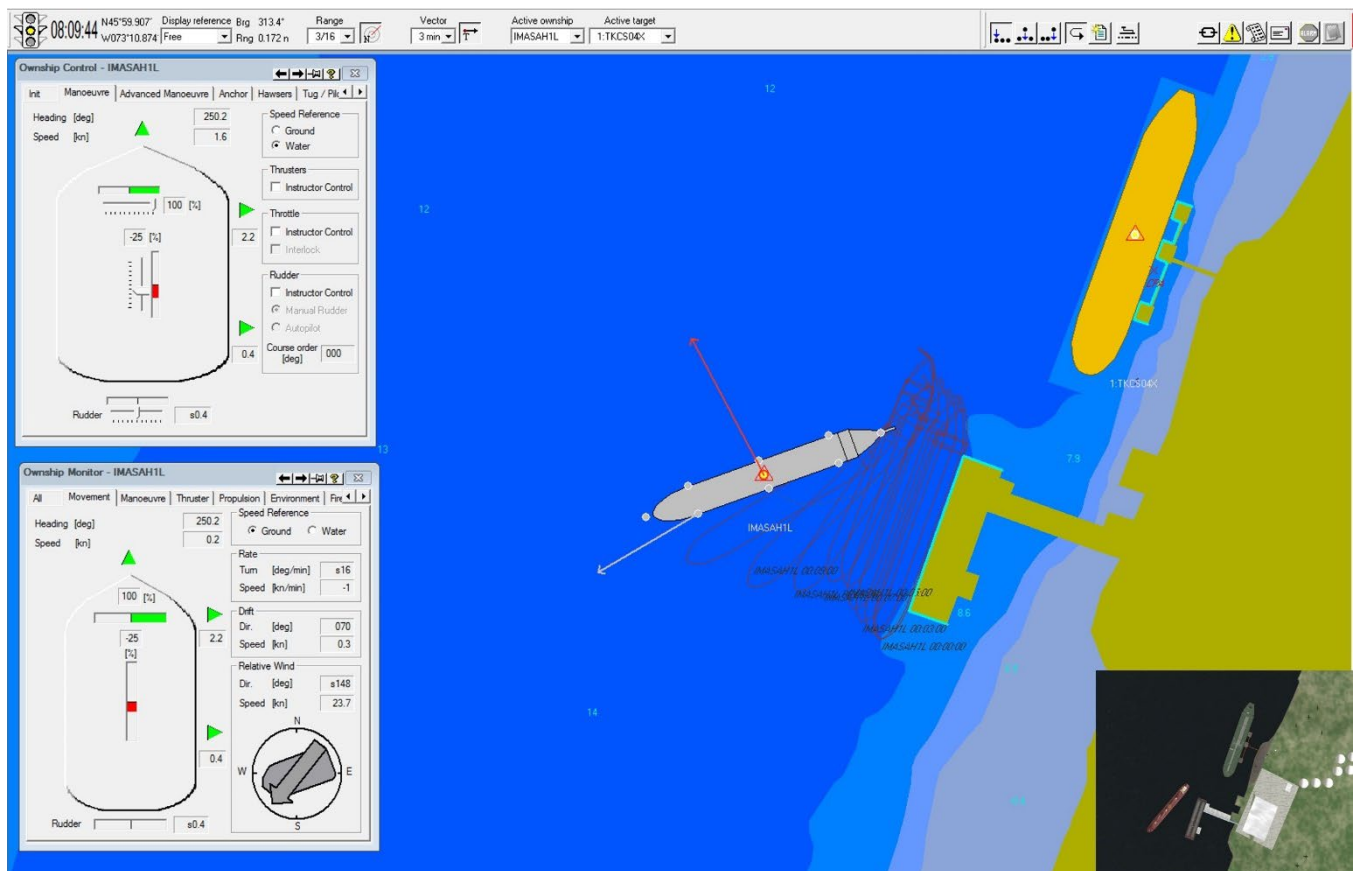 08:09:44
N45°59.907'
W073°10.874'
Display reference
Free
Brg 313.4°
Rng 0.172 n
Range
3/16
N
Vector
3 min
T
Active ownship
IMASAH1L
Active target
1:TKCS04X
Ownship Control - IMASAH1L
Init Manoeuvre Advanced Manoeuvre Anchor Hawsers Tug / Pilc
Heading [deg] 250.2
Speed [kn] 1.6
100 [%]
-25 [%]
2.2
0.4
Rudder s0.4
Speed Reference
Ground
Water
Thrusters
Instructor Control
Throttle
Instructor Control
Interlock
Rudder
Instructor Control
Manual Rudder
Autopilot
Course order [deg] 000
Ownship Monitor - IMASAH1L
All Movement Manoeuvre Thruster Propulsion Environment Fire
Heading [deg] 250.2
Speed [kn] 0.2
100 [%]
-25
[%]
2.2
0.4
Rudder s0.4
Speed Reference
Ground Water
Rate
Turn [deg/min] s16
Speed [kn/min] -1
Drift
Dir. [deg] 070
Speed [kn] 0.3
Relative Wind
Dir. [deg] s148
Speed [kn] 23.7
N
W E
S
12
12
13
14
7.9
8.6
1:TKCS04X
IMASAH1L
IMASAH1L 00:09:00
IMASAH1L 00:03:00
IMASAH1L 00:00:00